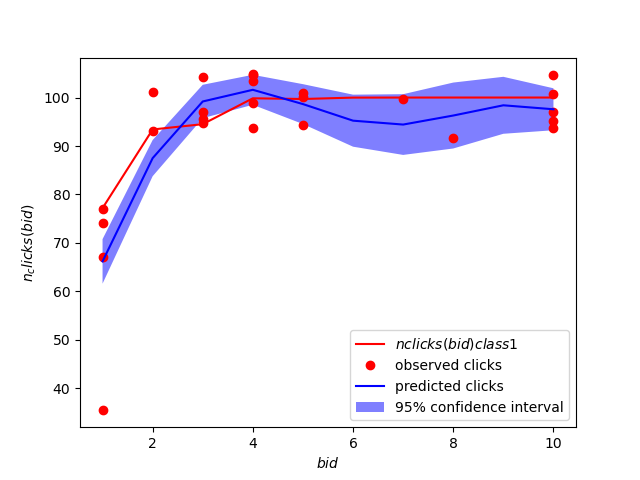 100
90
80
70
60
50
40
n_clicks(bid)
2
4
6
8
10
bid
nclicks(bid)class1
observed clicks
predicted clicks
95% confidence interval